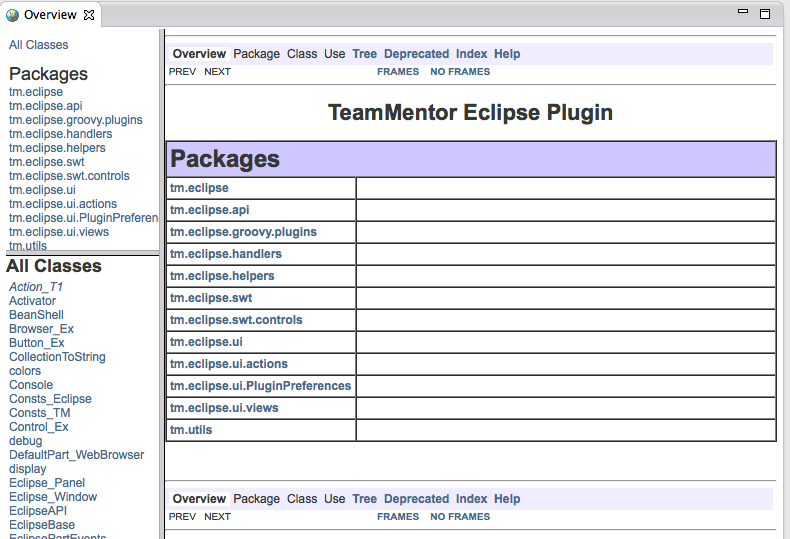 Overview
All Classes
Packages
tm.eclipse
tm.eclipse.api
tm.eclipse.groovy.plugins
tm.eclipse.handlers
tm.eclipse.helpers
tm.eclipse.swt
tm.eclipse.swt.controls
tm.eclipse.ui
tm.eclipse.ui.actions
tm.eclipse.ui.PluginPreferen
tm.eclipse.ui.views
tm.utils
All Classes
Action_T1
Activator
BeanShell
Browser_Ex
Button_Ex
CollectionToString
colors
Console
Consts_Eclipse
Consts_TM
Control_Ex
debug
DefaultPart_WebBrowser
display
Eclipse_Panel
Eclipse_Window
EclipseAPI
EclipseBase
EclipsePartEvents
Overview Package Class Use Tree Deprecated Index Help
PREV NEXT FRAMES NO FRAMES
TeamMentor Eclipse Plugin
Packages
tm.eclipse
tm.eclipse.api
tm.eclipse.groovy.plugins
tm.eclipse.handlers
tm.eclipse.helpers
tm.eclipse.swt
tm.eclipse.swt.controls
tm.eclipse.ui
tm.eclipse.ui.actions
tm.eclipse.ui.PluginPreferences
tm.eclipse.ui.views
tm.utils
Overview Package Class Use Tree Deprecated Index Help
PREV NEXT FRAMES NO FRAMES